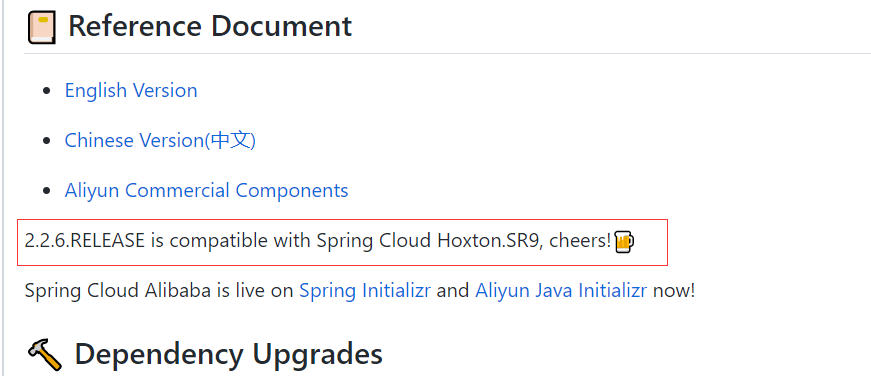 Reference Document
English Version
Chinese Version(中文)
Aliyun Commercial Components
2.2.6.RELEASE is compatible with Spring Cloud Hoxton.SR9, cheers!🍺
Spring Cloud Alibaba is live on Spring Initializr and Aliyun Java Initializr now!
Dependency Upgrades